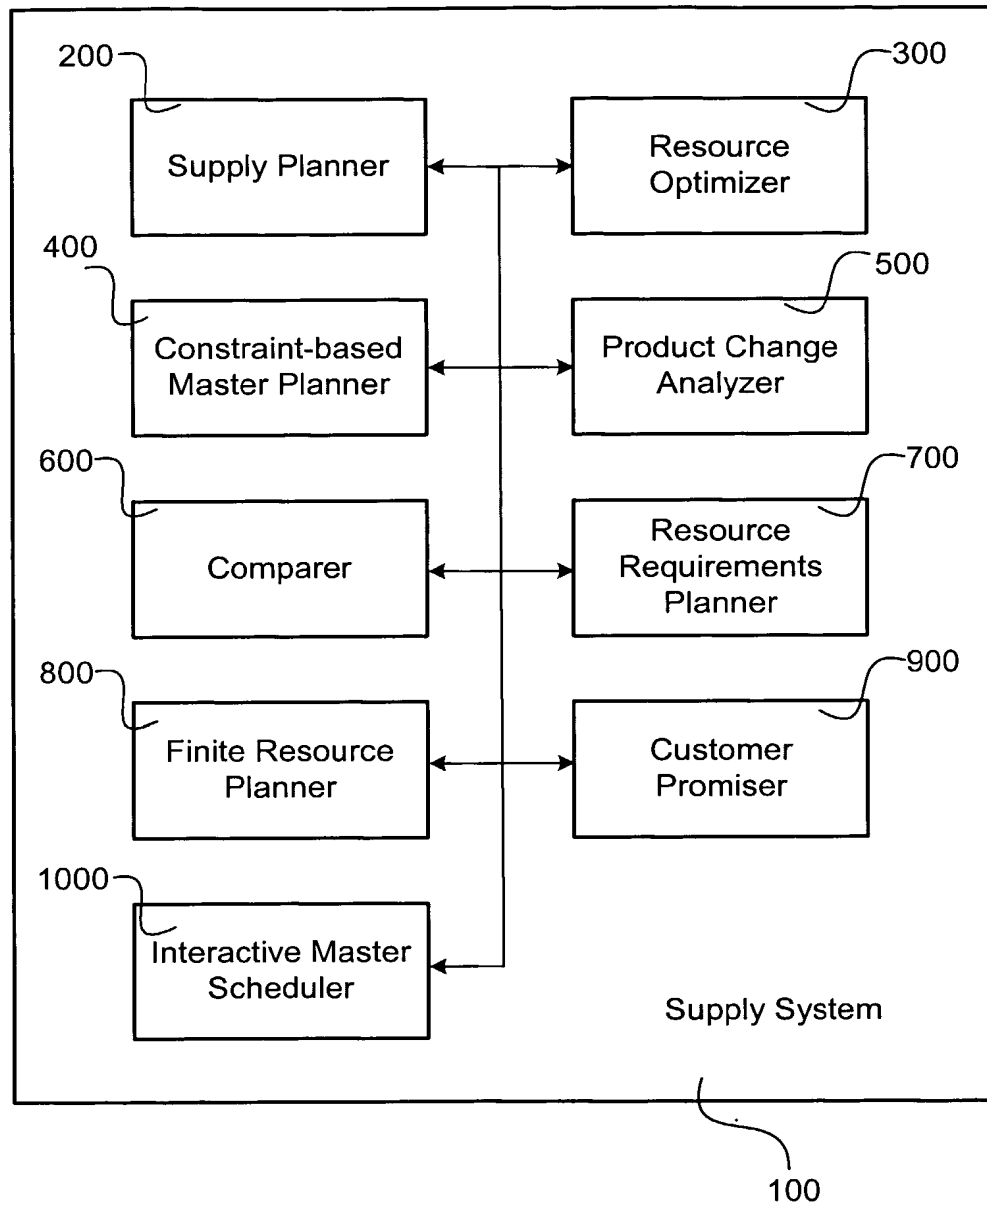 200
300
Supply Planner
Resource
Optimizer
400
500
Constraint-based
Master Planner
Product Change
Analyzer
600
700
Comparer
Resource
Requirements
Planner
800
900
Finite Resource
Planner
Customer
Promiser
1000
Interactive Master
Scheduler
Supply System
100